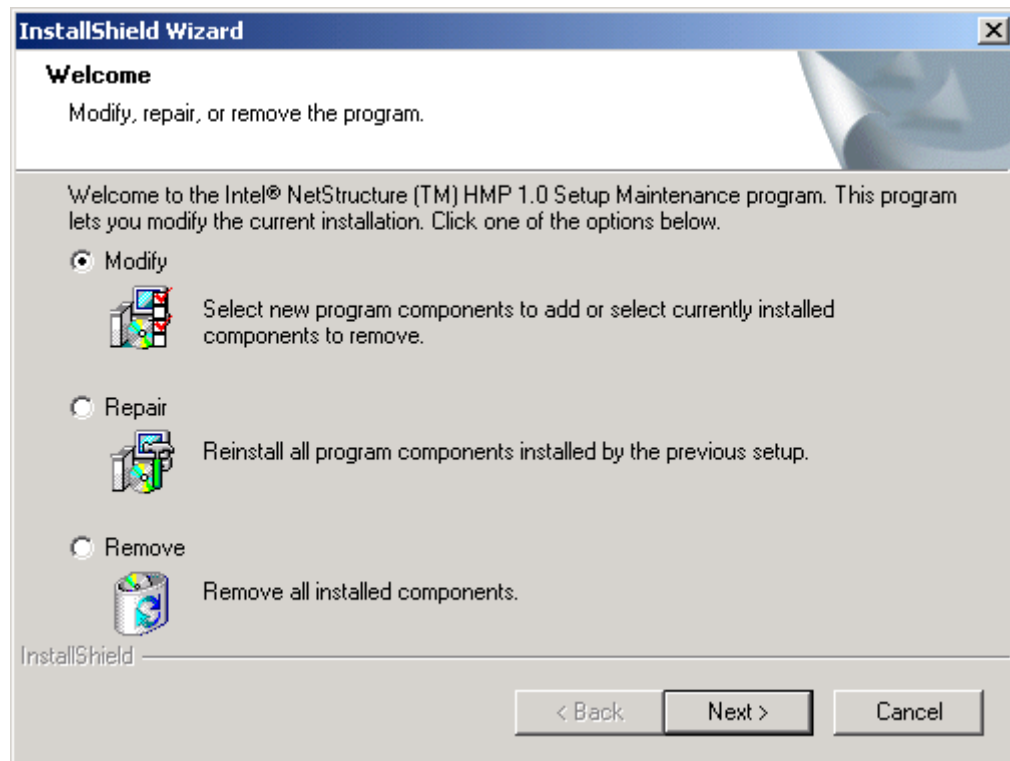 InstallShield Wizard
Welcome
Modify, repair, or remove the program.
Welcome to the Intel® NetStructure (TM) HMP 1.0 Setup Maintenance program. This program
lets you modify the current installation. Click one of the options below.
Modify
Select new program components to add or select currently installed
components to remove.
Repair
Reinstall all program components installed by the previous setup.
Remove
Remove all installed components.
InstallShield
< Back
Next >
Cancel